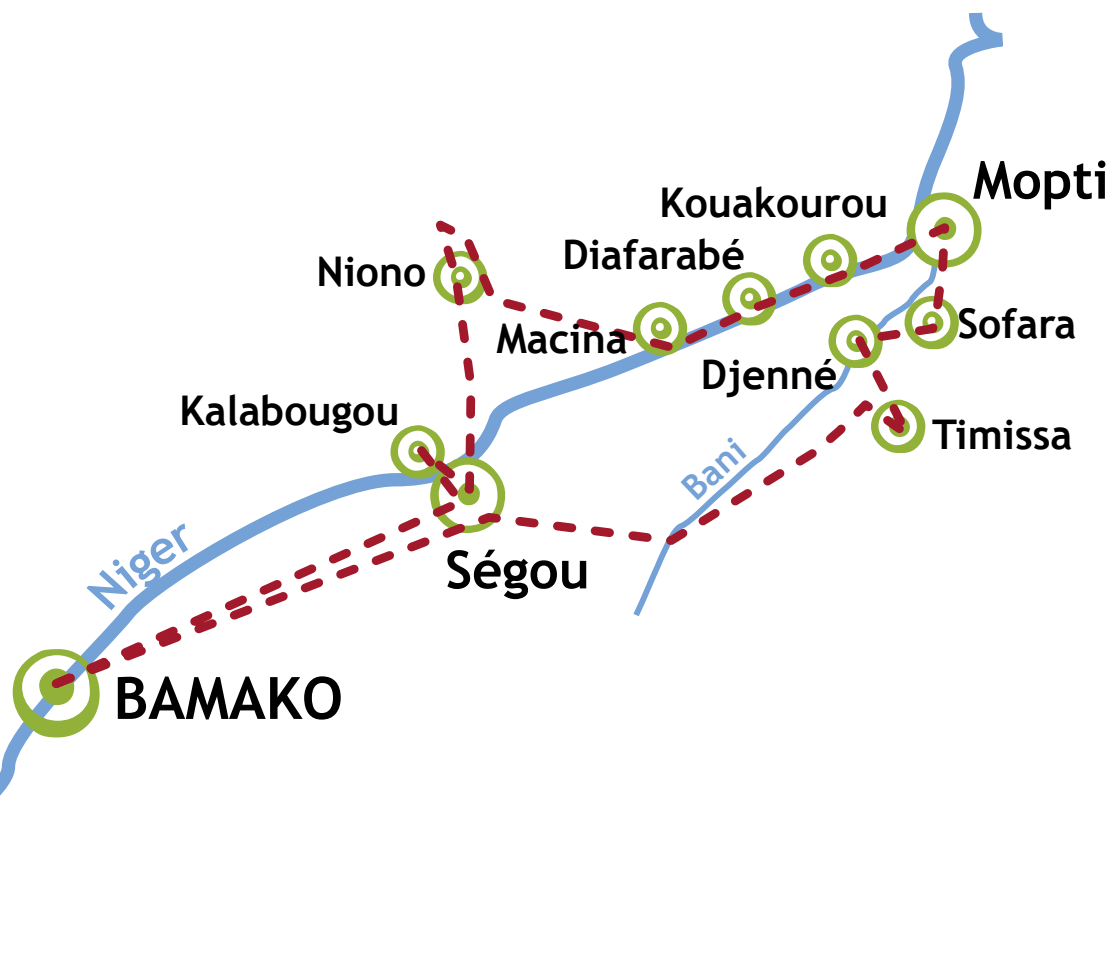 Mopti
Kouakourou
Diafarabé
Niono
Sofara
Macina
Djenné
Kalabougou
Timissa
Bani
Niger
Ségou
BAMAKO